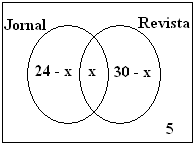 Jornal Revista
24 - x x 30 - x
5